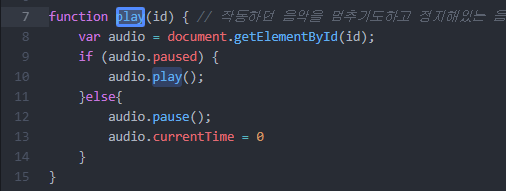 7 function play(id) { // 작동하던 음악을 멈추기도하고 정지해있는 음
8 var audio = document.getElementById(id);
9 if (audio.paused) {
10 audio.play();
11 }else{
12 audio.pause();
13 audio.currentTime = 0
14 }
15 }